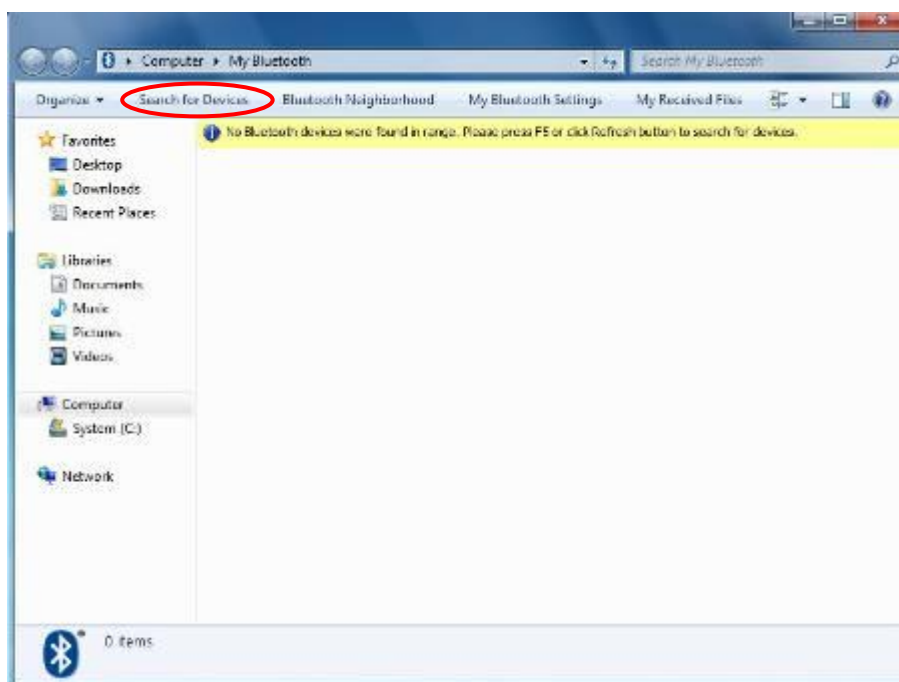 Computer ▸ My Bluetooth
Search My Bluetooth
Organize
Search for Devices
Bluetooth Neighborhood
My Bluetooth Settings
My Received Files
No Bluetooth devices were found in range. Please press F5 or click Refresh button to search for devices.
Favorites
Desktop
Downloads
Recent Places
Libraries
Documents
Music
Pictures
Videos
Computer
System (C:)
Network
0 items